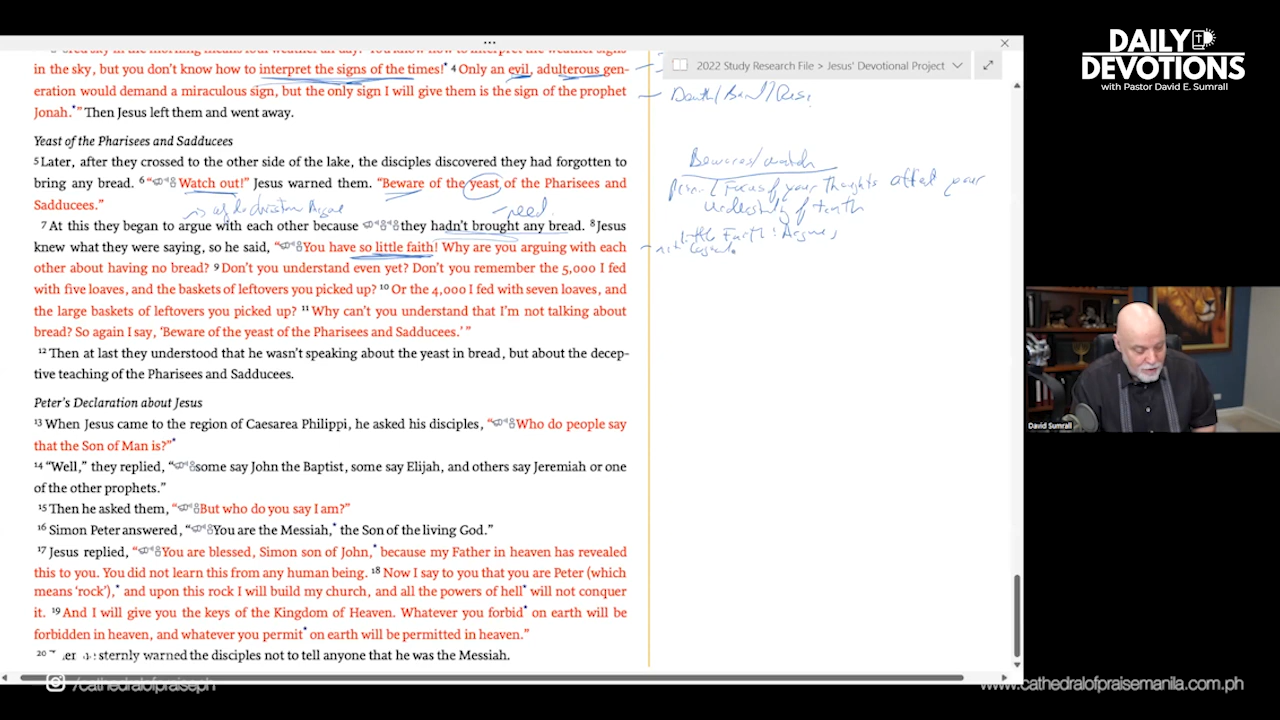 ...
DAILY
DEVOTIONS
with Pastor David E. Sumrall
2022 Study Research File > Jesus' Devotional Project
in the sky, but you don't know how to interpret the signs of the times!* 4 Only an evil, adulterous gen-
eration would demand a miraculous sign, but the only sign I will give them is the sign of the prophet
Jonah.*” Then Jesus left them and went away.
Yeast of the Pharisees and Sadducees
5 Later, after they crossed to the other side of the lake, the disciples discovered they had forgotten to
bring any bread. 6 “Watch out!” Jesus warned them. “Beware of the yeast of the Pharisees and
Sadducees.”
7 At this they began to argue with each other because they hadn't brought any bread. 8 Jesus
knew what they were saying, so he said, “You have so little faith! Why are you arguing with each
other about having no bread? 9 Don't you understand even yet? Don't you remember the 5,000 I fed
with five loaves, and the baskets of leftovers you picked up? 10 Or the 4,000 I fed with seven loaves, and
the large baskets of leftovers you picked up? 11 Why can't you understand that I'm not talking about
bread? So again I say, ‘Beware of the yeast of the Pharisees and Sadducees.’”
12 Then at last they understood that he wasn't speaking about the yeast in bread, but about the decep-
tive teaching of the Pharisees and Sadducees.
Peter's Declaration about Jesus
13 When Jesus came to the region of Caesarea Philippi, he asked his disciples, “Who do people say
that the Son of Man is?”*
14 “Well,” they replied, “some say John the Baptist, some say Elijah, and others say Jeremiah or one
of the other prophets.”
15 Then he asked them, “But who do you say I am?”
16 Simon Peter answered, “You are the Messiah,* the Son of the living God.”
17 Jesus replied, “You are blessed, Simon son of John,* because my Father in heaven has revealed
this to you. You did not learn this from any human being. 18 Now I say to you that you are Peter (which
means ‘rock’),* and upon this rock I will build my church, and all the powers of hell* will not conquer
it. 19 And I will give you the keys of the Kingdom of Heaven. Whatever you forbid* on earth will be
forbidden in heaven, and whatever you permit* on earth will be permitted in heaven.”
20 sternly warned the disciples not to tell anyone that he was the Messiah.
need
Beware/watch
Focus of your Thoughts affect your
of truth
little Faith: Argue,
David Sumrall
/cathedralofpraiseph
www.cathedralofpraisemanila.com.ph